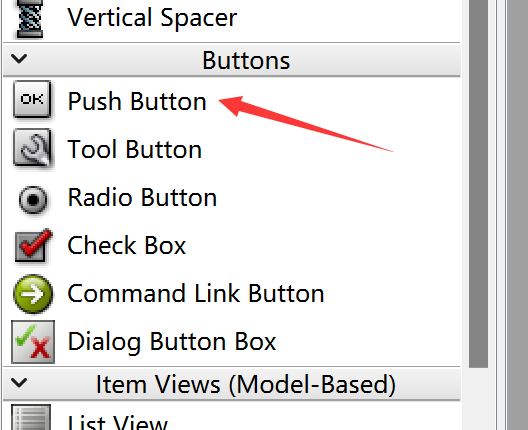 Vertical Spacer
Buttons
OK Push Button
Tool Button
Radio Button
Check Box
Command Link Button
Dialog Button Box
Item Views (Model-Based)
List View